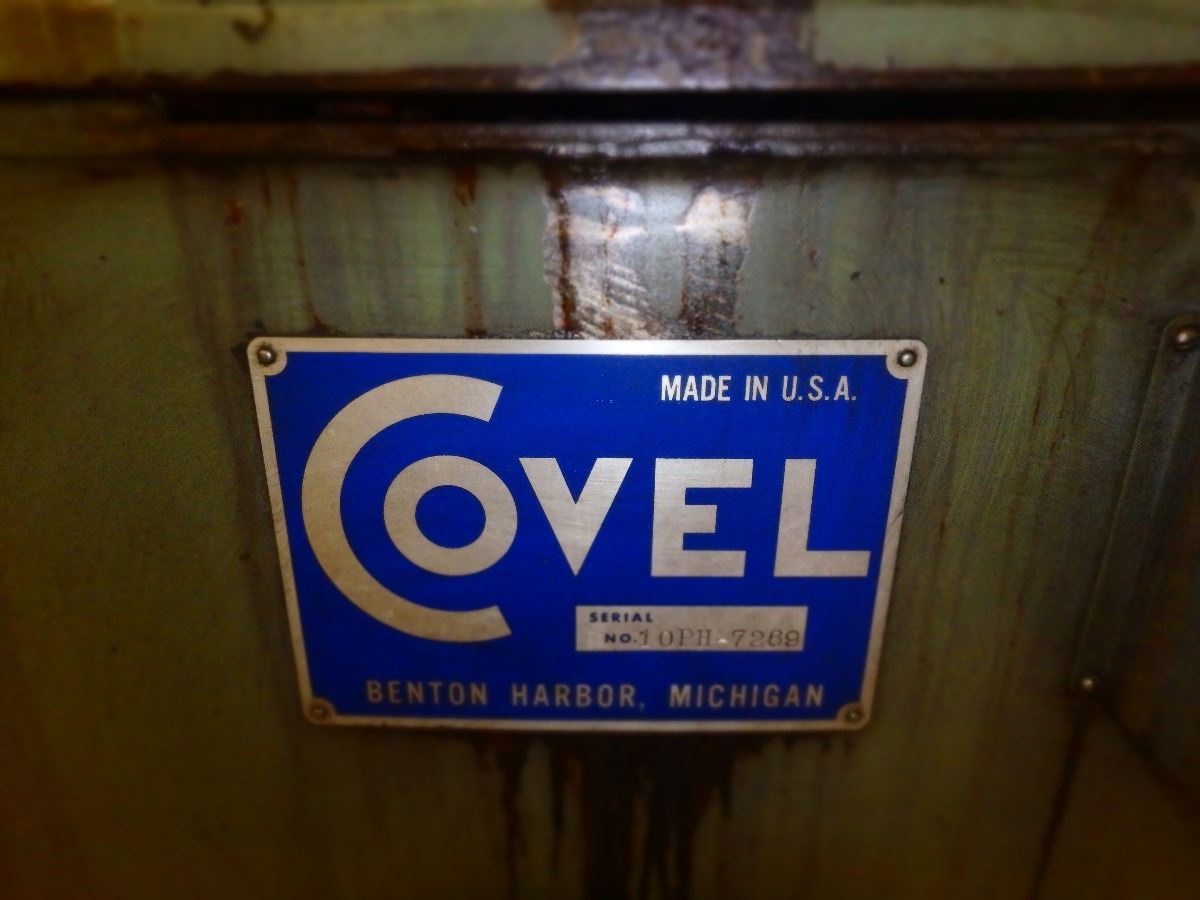 MADE IN U.S.A.
COVEL
SERIAL
NO. 10PH-7269
BENTON HARBOR, MICHIGAN